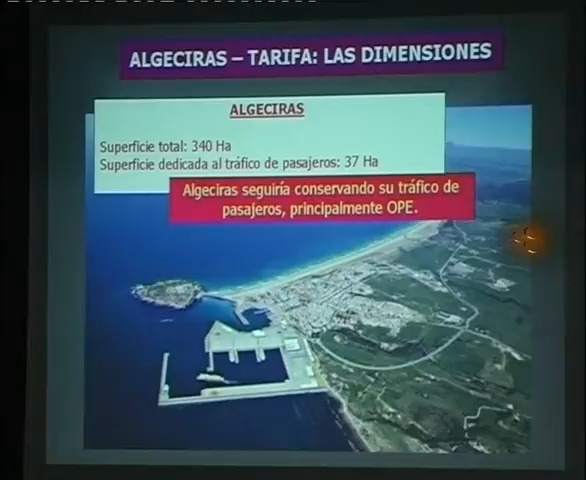 ALGECIRAS – TARIFA: LAS DIMENSIONES
ALGECIRAS
Superficie total: 340 Ha
Superficie dedicada al tráfico de pasajeros: 37 Ha
Algeciras seguiría conservando su tráfico de
pasajeros, principalmente OPE.